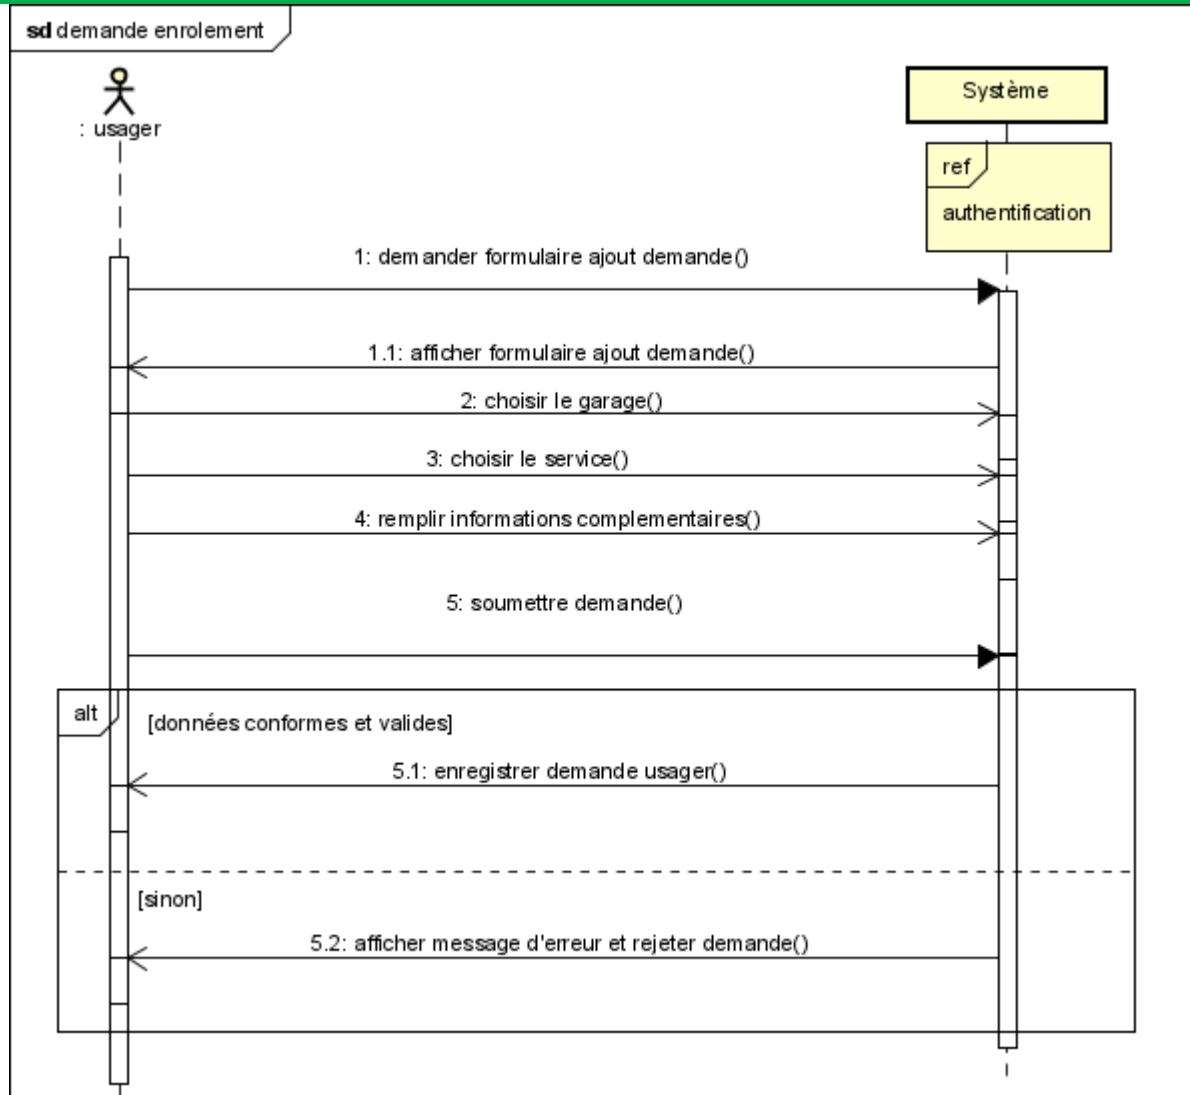 sd demande enrolement
: usager
Système
ref
authentification
1: demander formulaire ajout demande()
1.1: afficher formulaire ajout demande()
2: choisir le garage()
3: choisir le service()
4: remplir informations complementaires()
5: soumettre demande()
alt
[données conformes et valides]
5.1: enregistrer demande usager()
[sinon]
5.2: afficher message d'erreur et rejeter demande()